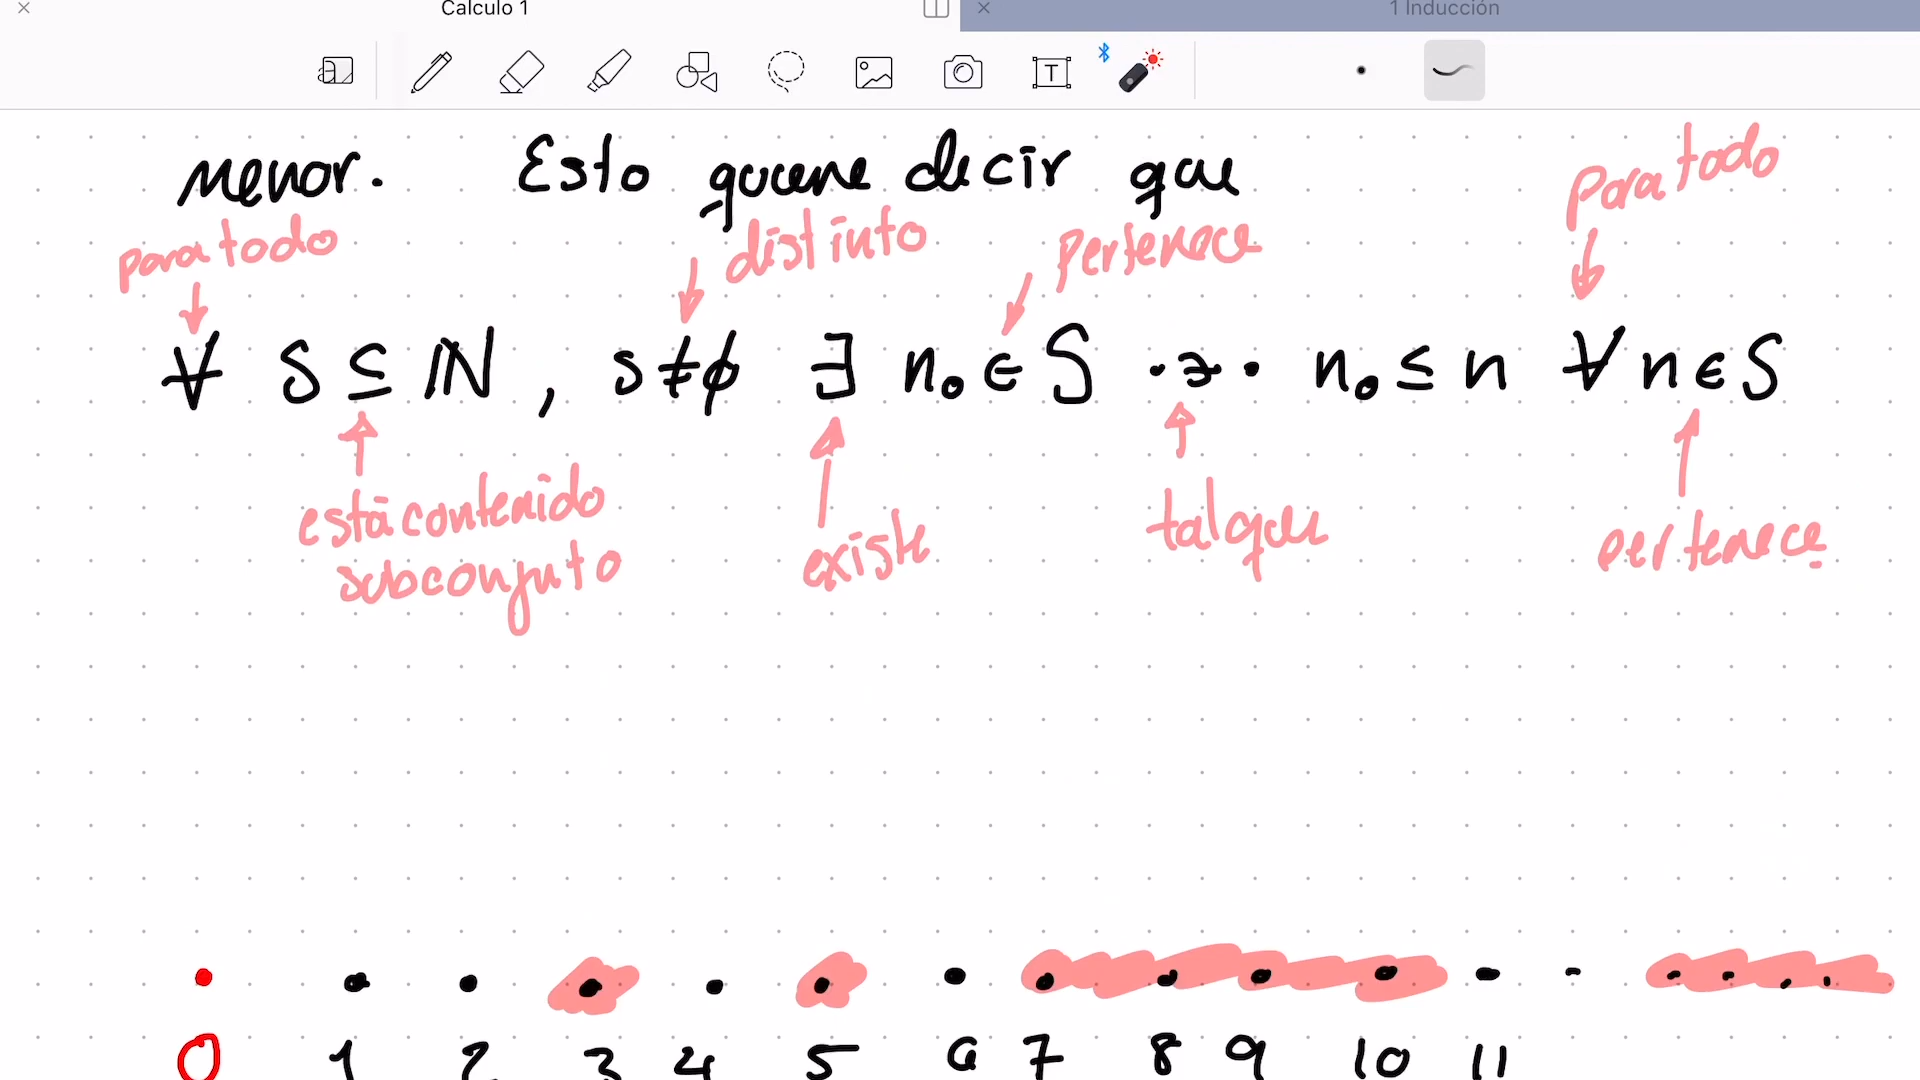 Calculo 1
1 Inducción
menor. Esto quiere decir que
para todo distinto pertenece para todo
∀ S ⊆ ℕ, S ≠ ∅ ∃ n₀ ∈ S ·∋· n₀ ≤ n ∀ n ∈ S
está contenido existe tal que pertenece
subconjuto
0 1 2 3 4 5 6 7 8 9 10 11